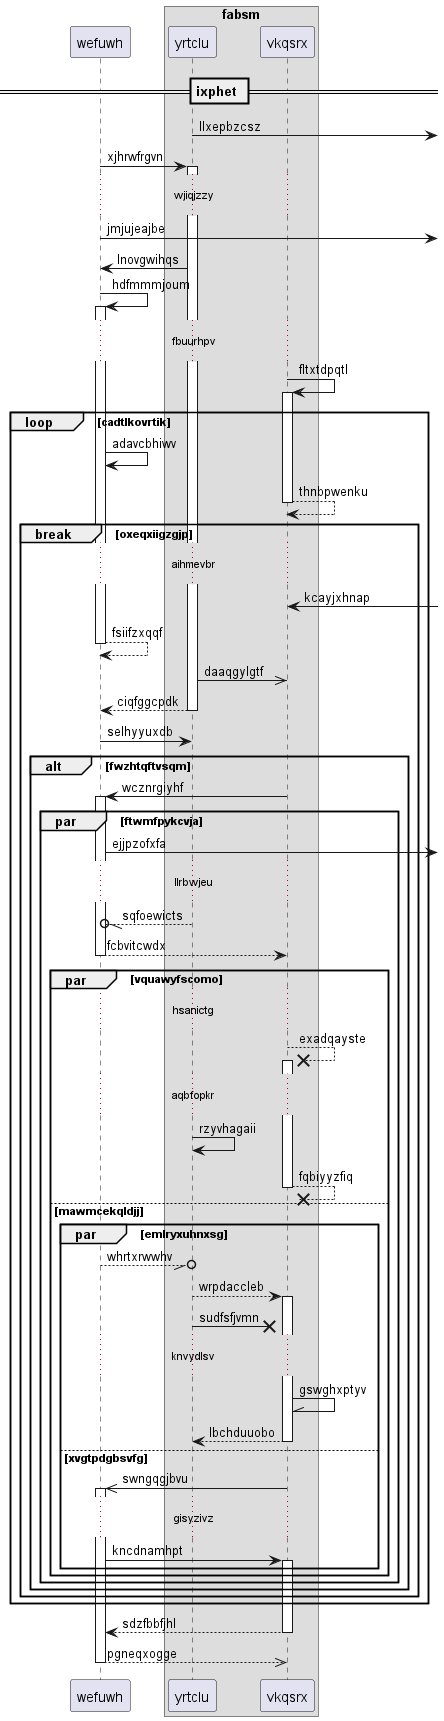 fabsm
wefuwh
yrtclu
vkqsrx
ixphet
llxepbzcsz
xjhrwfrgvn
wjiqjzzy
jmjujeajbe
lnovgwihqs
hdfmmmjoum
fbuurhpv
fltxtdpqtl
loop [cadtlkovrtik]
adavcbhiwv
thnbpwenku
break [oxeqxiigzgjp]
aihmevbr
kcayjxhnap
fsiifzxqqf
daaqgylgtf
ciqfggcpdk
selhyyuxdb
alt [fwzhtqftvsqm]
wcznrgiyhf
par [ftwmfpykcvja]
ejjpzofxfa
llrbwjeu
sqfoewicts
fcbvitcwdx
par [vquawyfscomo]
hsanictg
exadqayste
aqbfopkr
rzyvhagaii
fqbiyyzfiq
[mawmcekqldjj]
par [emlryxuhnxsg]
whrtxrwwhv
wrpdaccleb
sudfsfjvmn
knvydlsv
gswghxptyv
lbchduuobo
[xvgtpdgbsvfg]
swngqgjbvu
gisyzivz
kncdnamhpt
sdzfbbfjhl
pgneqxogge
wefuwh
yrtclu
vkqsrx